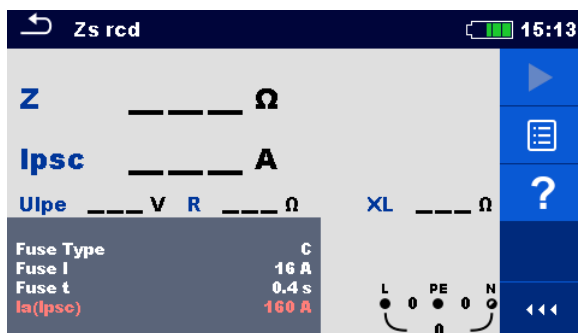 Zs rcd 15:13
Z ___ Ω
Ipsc ___ A
Ulpe ___ V R ___ Ω XL ___ Ω
Fuse Type C
Fuse I 16 A
Fuse t 0.4 s
Ia(Ipsc) 160 A
L PE N
0 0
0
?